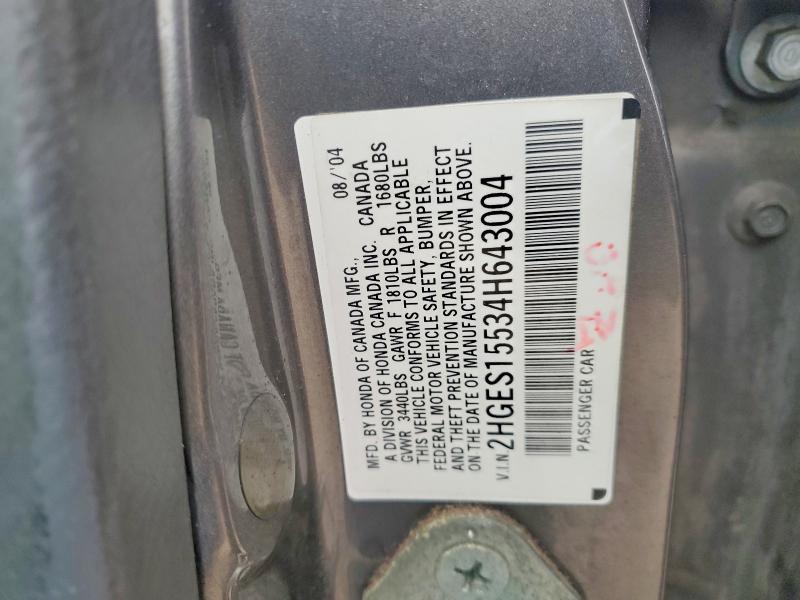 MFD. BY HONDA OF CANADA MFG., 08/'04
A DIVISION OF HONDA CANADA INC. CANADA
GVWR 3440LBS GAWR F 1810LBS R 1680LBS
THIS VEHICLE CONFORMS TO ALL APPLICABLE
FEDERAL MOTOR VEHICLE SAFETY, BUMPER,
AND THEFT PREVENTION STANDARDS IN EFFECT
ON THE DATE OF MANUFACTURE SHOWN ABOVE.
V.I.N 2HGES15534H643004
PASSENGER CAR